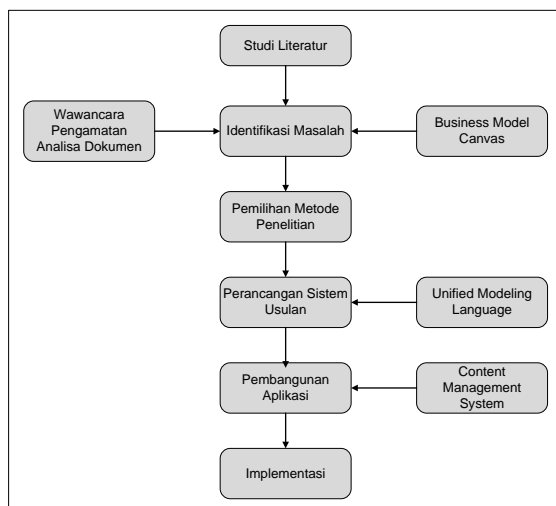 Studi Literatur
Wawancara
Pengamatan
Analisa Dokumen
Identifikasi Masalah
Business Model
Canvas
Pemilihan Metode
Penelitian
Perancangan Sistem
Usulan
Unified Modeling
Language
Pembangunan
Aplikasi
Content
Management
System
Implementasi